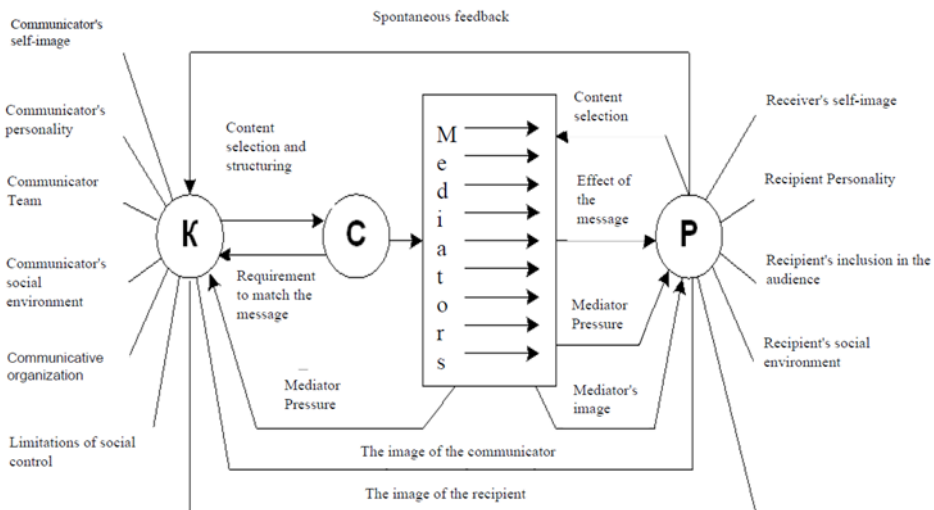 Spontaneous feedback
Communicator's
self-image
Communicator's
personality
Communicator
Team
Communicator's
social
environment
Communicative
organization
Limitations of social
control
Content
selection and
structuring
К
С
Requirement
to match the
message
Mediator
Pressure
Mediators
Content
selection
Effect of
the
message
Mediator
Pressure
Mediator's
image
Р
Receiver's self-image
Recipient Personality
Recipient's inclusion in the
audience
Recipient's social
environment
The image of the communicator
The image of the recipient